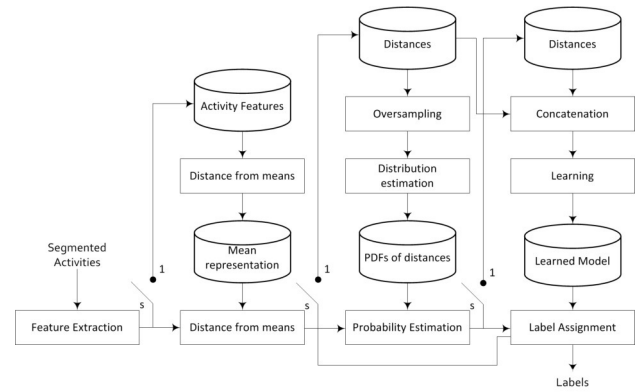 Distances
Distances
Activity Features
Oversampling
Concatenation
Distance from means
Distribution
estimation
Learning
Segmented
Activities
1
Mean
representation
1
PDFs of distances
1
Learned Model
s
s
s
Feature Extraction
Distance from means
Probability Estimation
Label Assignment
Labels